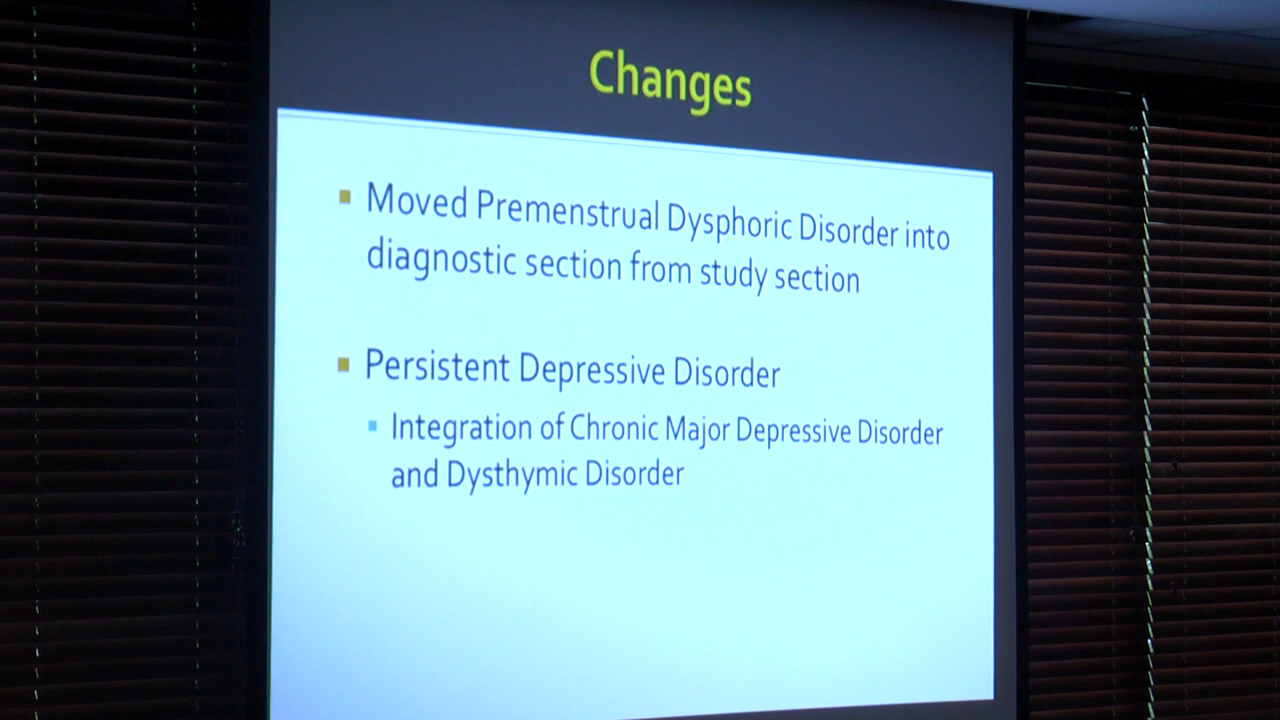 Changes
Moved Premenstrual Dysphoric Disorder into
diagnostic section from study section
Persistent Depressive Disorder
Integration of Chronic Major Depressive Disorder
and Dysthymic Disorder